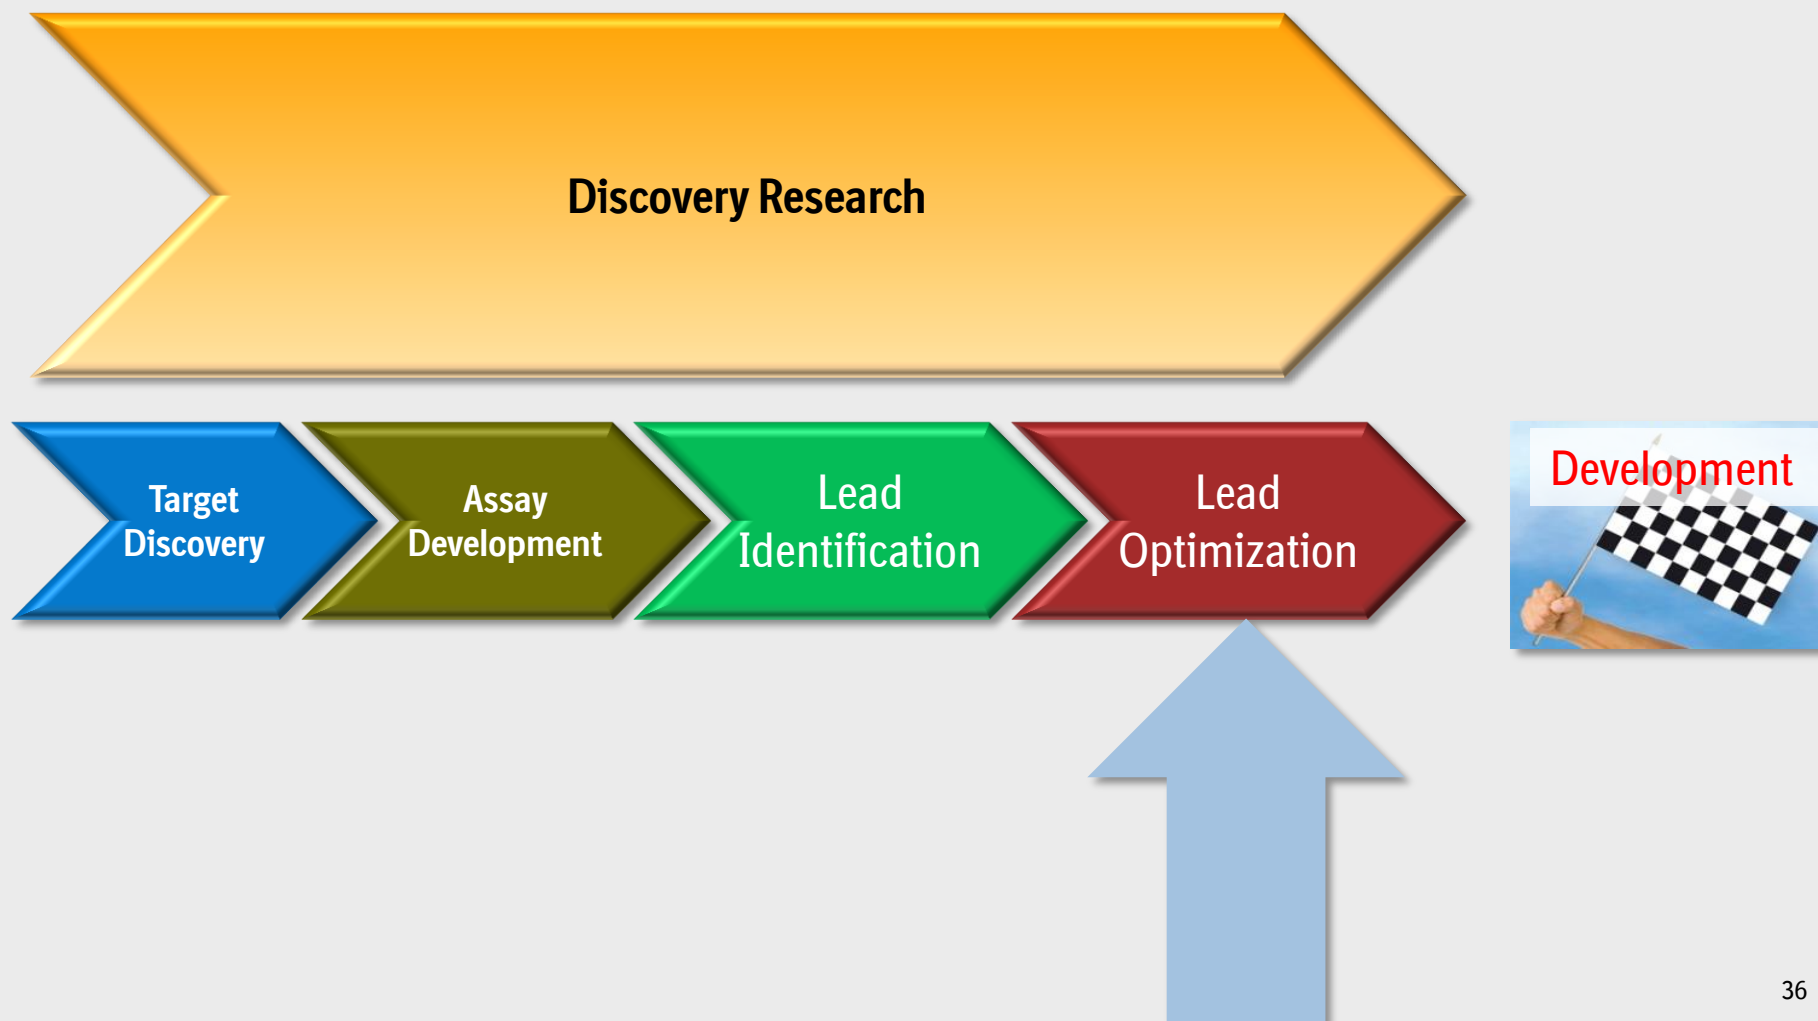 Discovery Research
Target
Discovery
Assay
Development
Lead
Identification
Lead
Optimization
Development
36